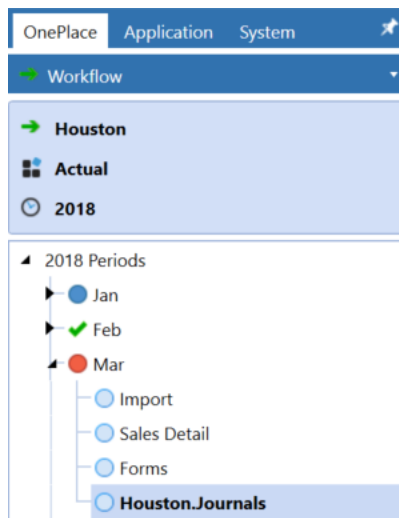 OnePlace Application System
Workflow
Houston
Actual
2018
2018 Periods
Jan
Feb
Mar
Import
Sales Detail
Forms
Houston.Journals